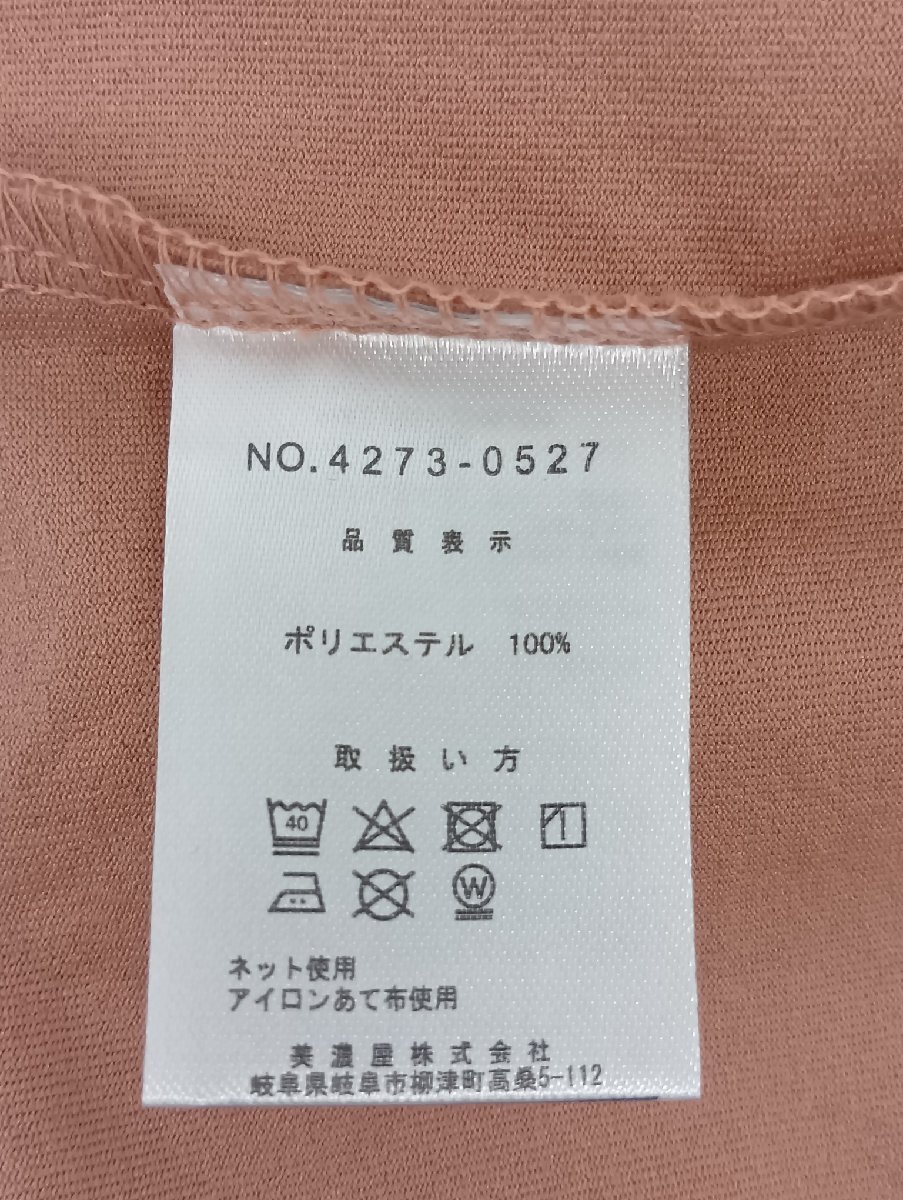 NO.4273-0527
品質表示
ポリエステル 100%
取扱い方
40
W
ネット使用
アイロンあて布使用
美濃屋株式会社
岐阜県岐阜市柳津町高桑5-112